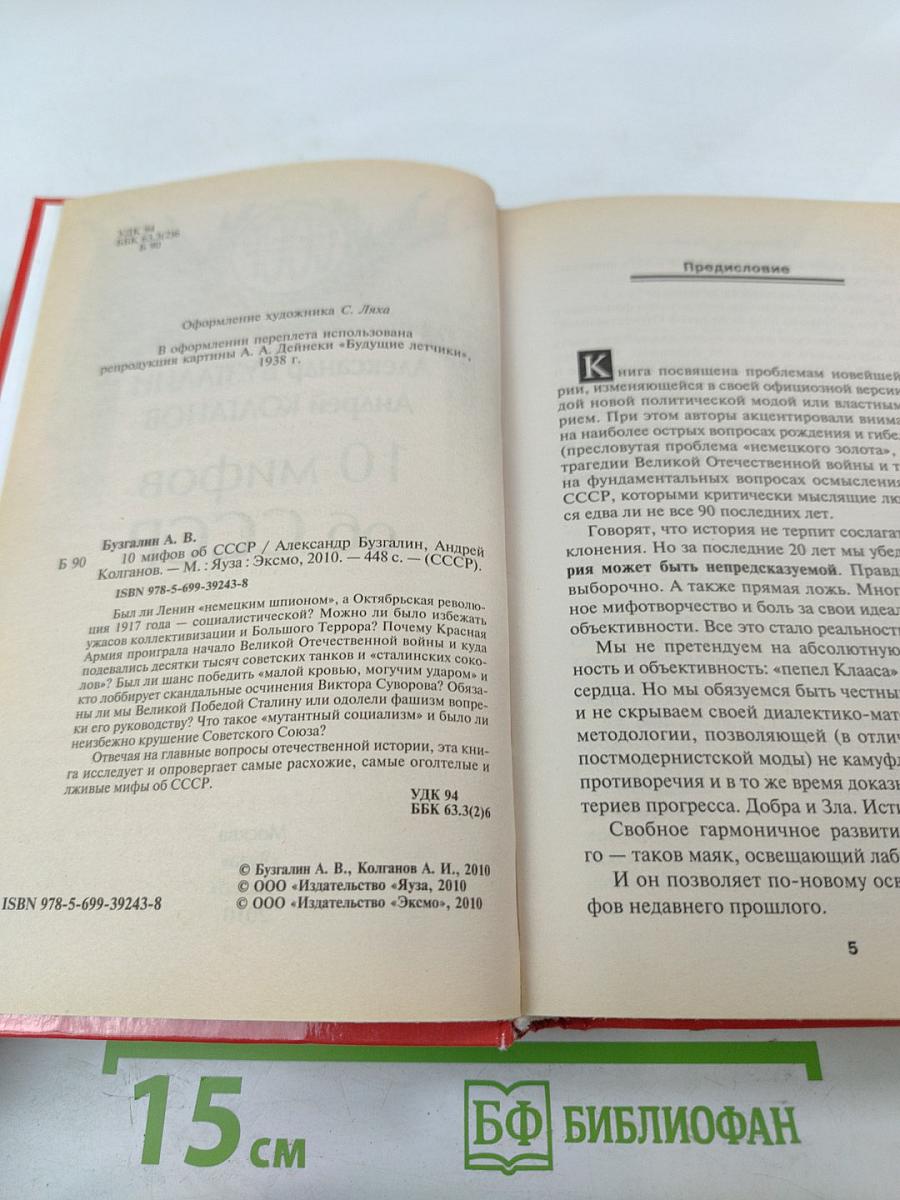 УДК 94
ББК 63.3(2)6
Б 90
Оформление художника С. Ляха
В оформлении переплета использована
репродукция картины А. А. Дейнеки «Будущие летчики»,
1938 г.
Бузгалин А. В.
Б 90 10 мифов об СССР / Александр Бузгалин, Андрей
Колганов. — М. : Яуза : Эксмо, 2010. — 448 с. — (СССР).
ISBN 978-5-699-39243-8
Был ли Ленин «немецким шпионом», а Октябрьская револю-
ция 1917 года — социалистической? Можно ли было избежать
ужасов коллективизации и Большого Террора? Почему Красная
Армия проиграла начало Великой Отечественной войны и куда
подевались десятки тысяч советских танков и «сталинских соко-
лов»? Был ли шанс победить «малой кровью, могучим ударом» и
кто лоббирует скандальные осчинения Виктора Суворова? Обяза-
ны ли мы Великой Победой Сталину или одолели фашизм вопре-
ки его руководству? Что такое «мутантный социализм» и было ли
неизбежно крушение Советского Союза?
Отвечая на главные вопросы отечественной истории, эта кни-
га исследует и опровергает самые расхожие, самые оголтелые и
лживые мифы об СССР.
УДК 94
ББК 63.3(2)6
© Бузгалин А. В., Колганов А. И., 2010
© ООО «Издательство «Яуза, 2010
ISBN 978-5-699-39243-8 © ООО «Издательство «Эксмо», 2010
Предисловие
Книга посвящена проблемам новейшей
рии, изменяющейся в своей официозной версии
дой новой политической модой или властным
рием. При этом авторы акцентировали внима
на наиболее острых вопросах рождения и гибел
(пресловутая проблема «немецкого золота»,
трагедии Великой Отечественной войны и т
на фундаментальных вопросах осмысления
СССР, которыми критически мыслящие лю
ся едва ли не все 90 последних лет.
Говорят, что история не терпит сослагат
клонения. Но за последние 20 лет мы убед
рия может быть непредсказуемой. Правд
выборочно. А также прямая ложь. Мног
ное мифотворчество и боль за свои идеал
объективности. Все это стало реальност
Мы не претендуем на абсолютную
ность и объективность: «пепел Клааса»
сердца. Но мы обязуемся быть честны
и не скрываем своей диалектико-мат
методологии, позволяющей (в отлич
постмодернистской моды) не камуфл
противоречия и в то же время доказы
териев прогресса. Добра и Зла. Исти
Свободное гармоничное развити
го — таков маяк, освещающий лаб
И он позволяет по-новому осв
фов недавнего прошлого.
5
15 см
БФ БИБЛИОФАН